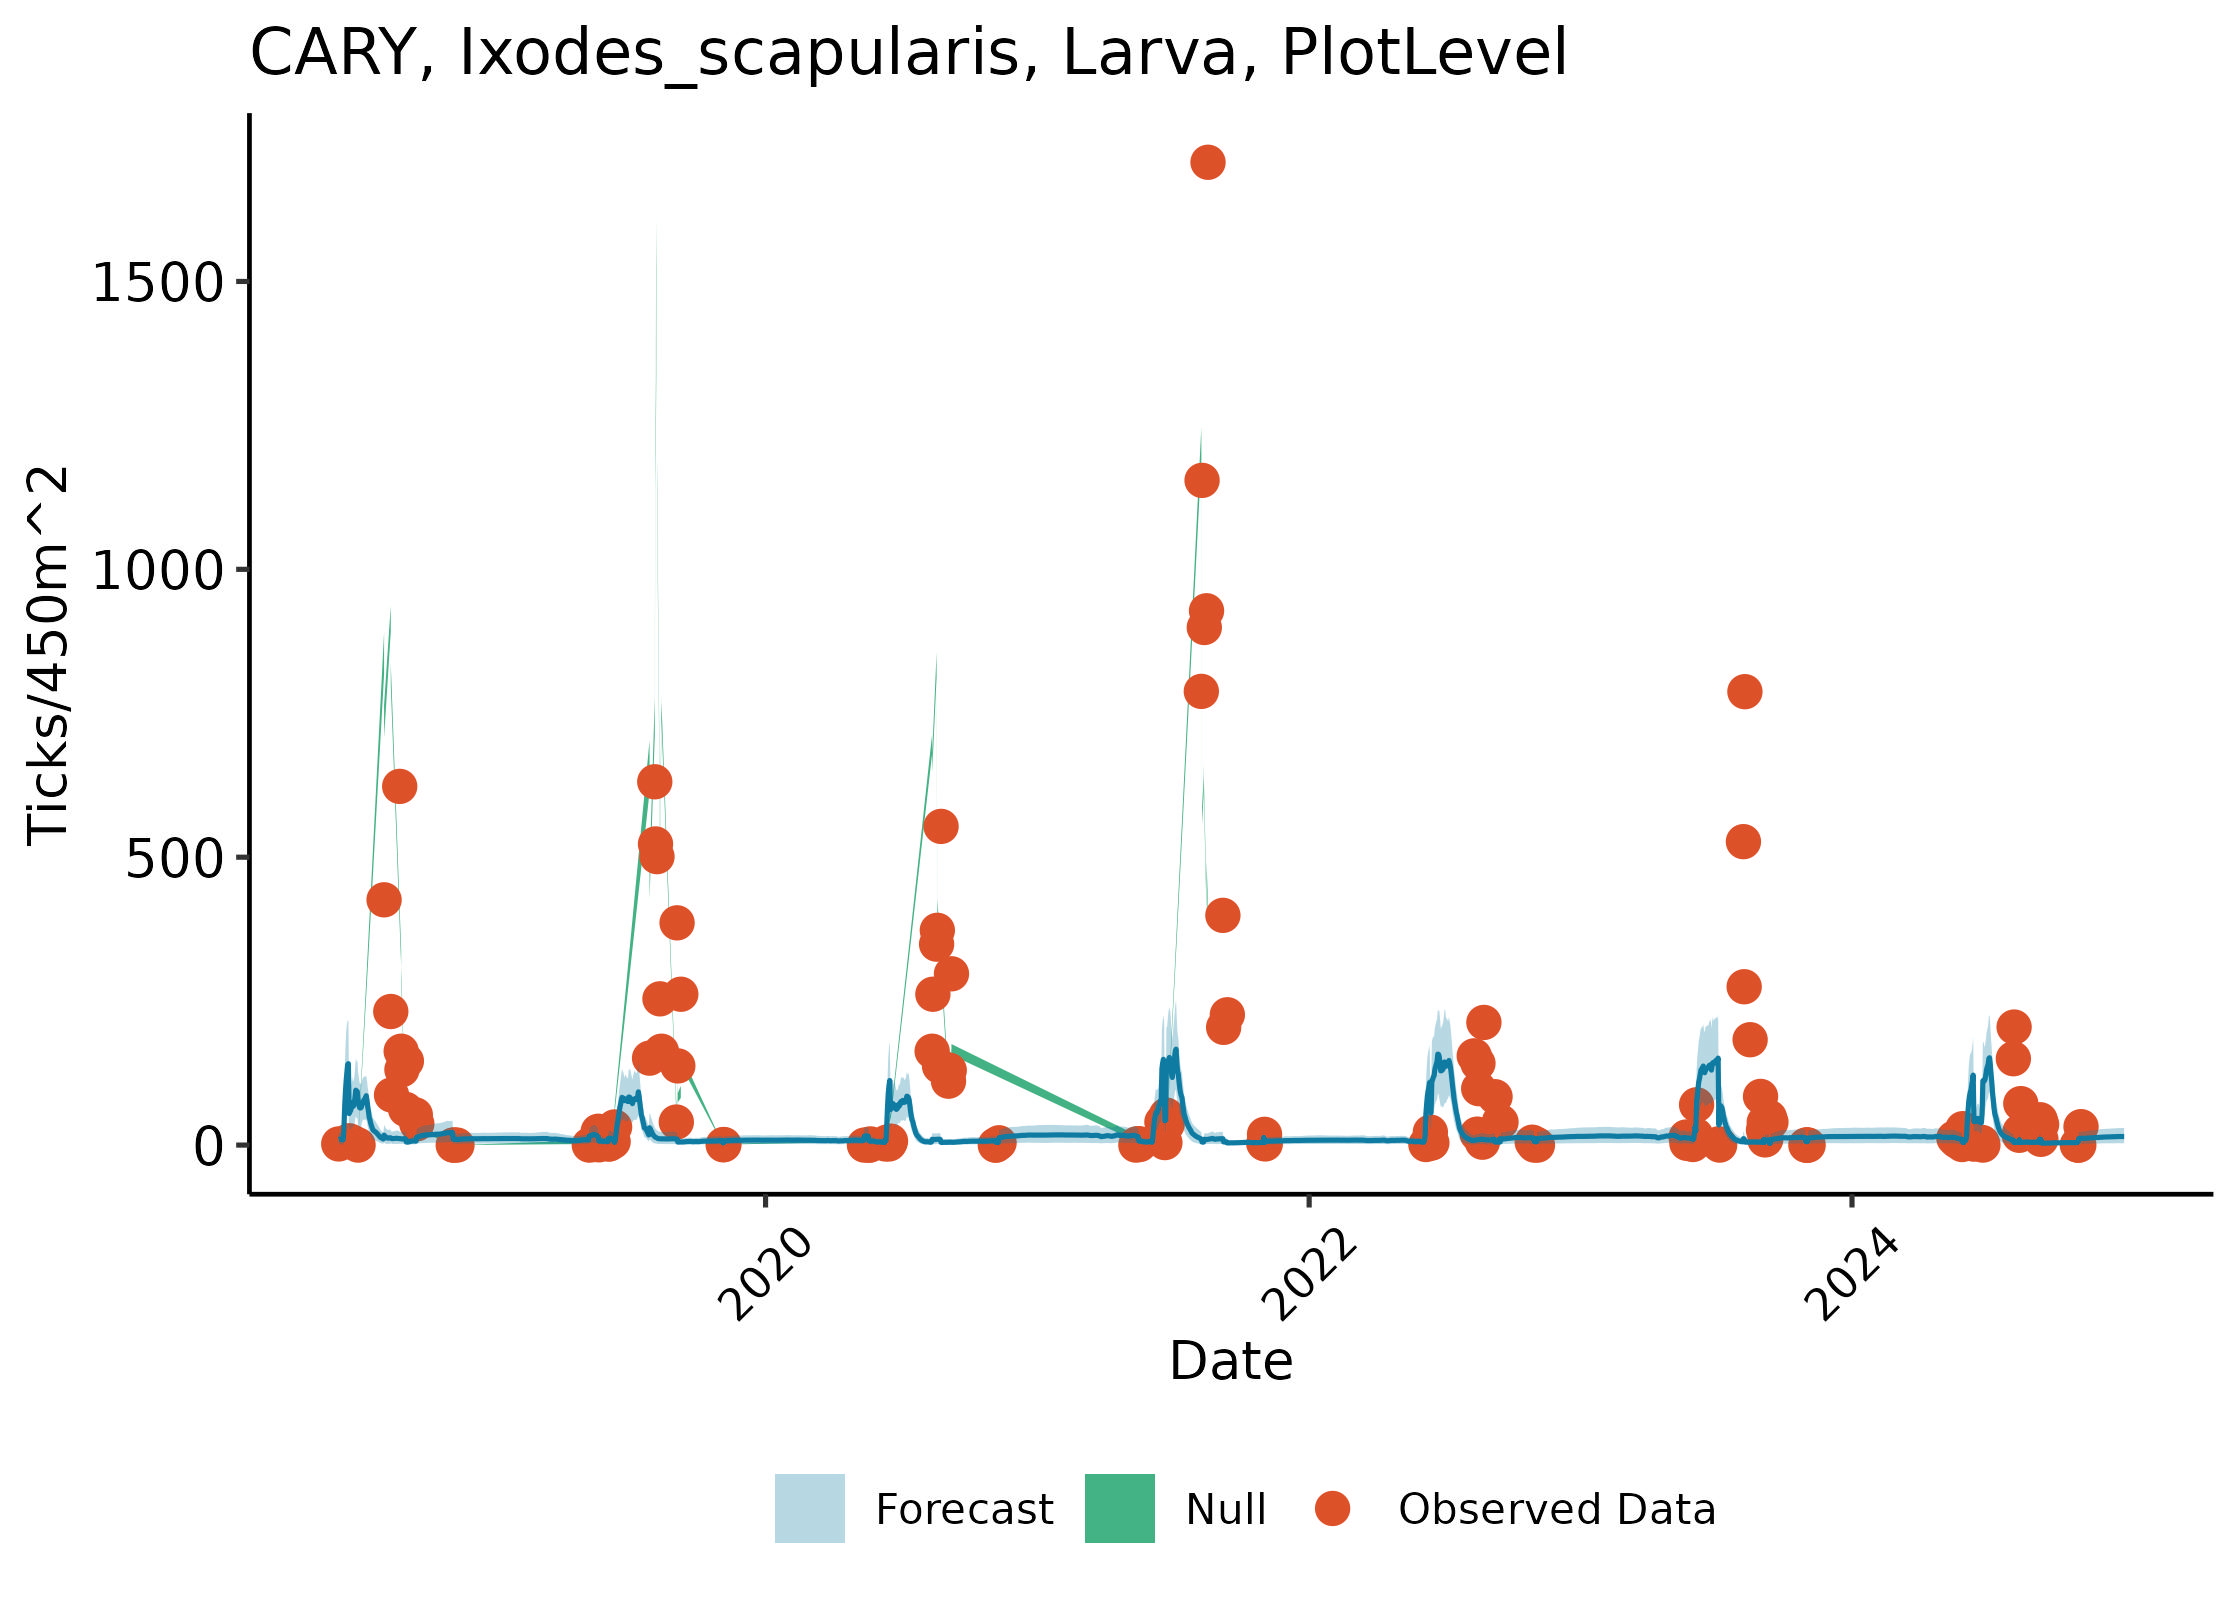 CARY, Ixodes_scapularis, Larva, PlotLevel
Ticks/450m^2
1500
1000
500
0
2020
2022
2024
Date
Forecast
Null
Observed Data